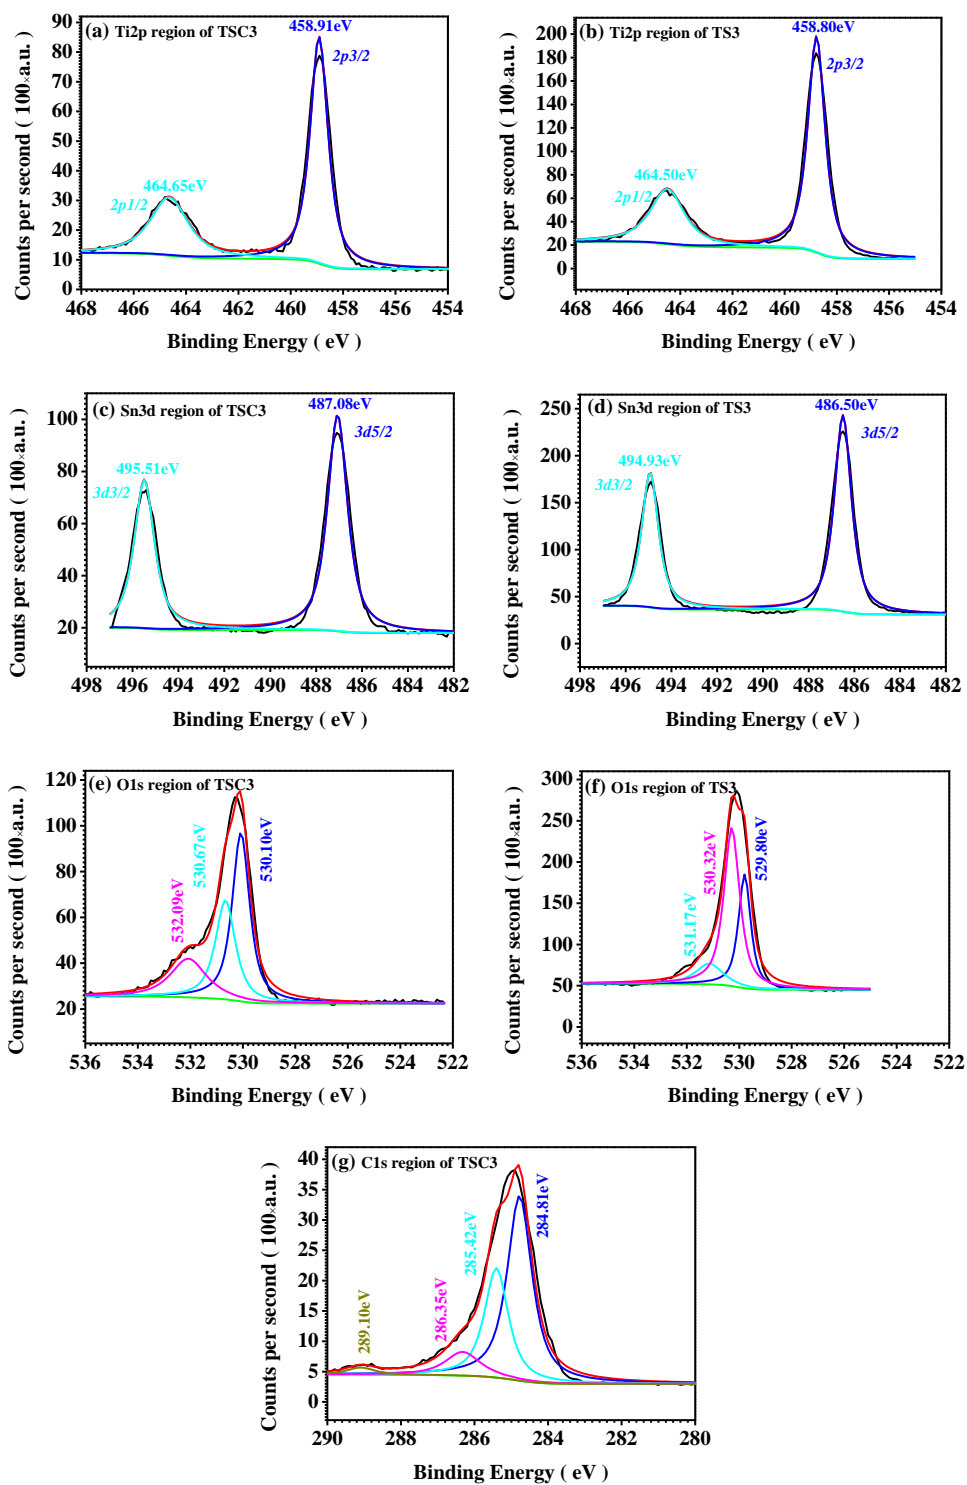 (a) Ti2p region of TSC3
458.91eV
2p3/2
464.65eV
2p1/2
90
80
70
60
50
40
30
20
10
0
468 466 464 462 460 458 456 454
Counts per second ( 100×a.u. )
Binding Energy ( eV )
(b) Ti2p region of TS3
458.80eV
2p3/2
464.50eV
2p1/2
200
180
160
140
120
100
80
60
40
20
0
468 466 464 462 460 458 456 454
Counts per second ( 100×a.u. )
Binding Energy ( eV )
(c) Sn3d region of TSC3
487.08eV
3d5/2
495.51eV
3d3/2
100
80
60
40
20
498 496 494 492 490 488 486 484 482
Counts per second ( 100×a.u. )
Binding Energy ( eV )
(d) Sn3d region of TS3
486.50eV
3d5/2
494.93eV
3d3/2
250
200
150
100
50
0
498 496 494 492 490 488 486 484 482
Counts per second ( 100×a.u. )
Binding Energy ( eV )
(e) O1s region of TSC3
532.09eV
530.67eV
530.10eV
120
100
80
60
40
20
536 534 532 530 528 526 524 522
Counts per second ( 100×a.u. )
Binding Energy ( eV )
(f) O1s region of TS3
531.17eV
530.32eV
529.80eV
300
250
200
150
100
50
0
536 534 532 530 528 526 524 522
Counts per second ( 100×a.u. )
Binding Energy ( eV )
(g) C1s region of TSC3
289.10eV
286.35eV
285.42eV
284.81eV
40
35
30
25
20
15
10
5
0
290 288 286 284 282 280
Counts per second ( 100×a.u. )
Binding Energy ( eV )